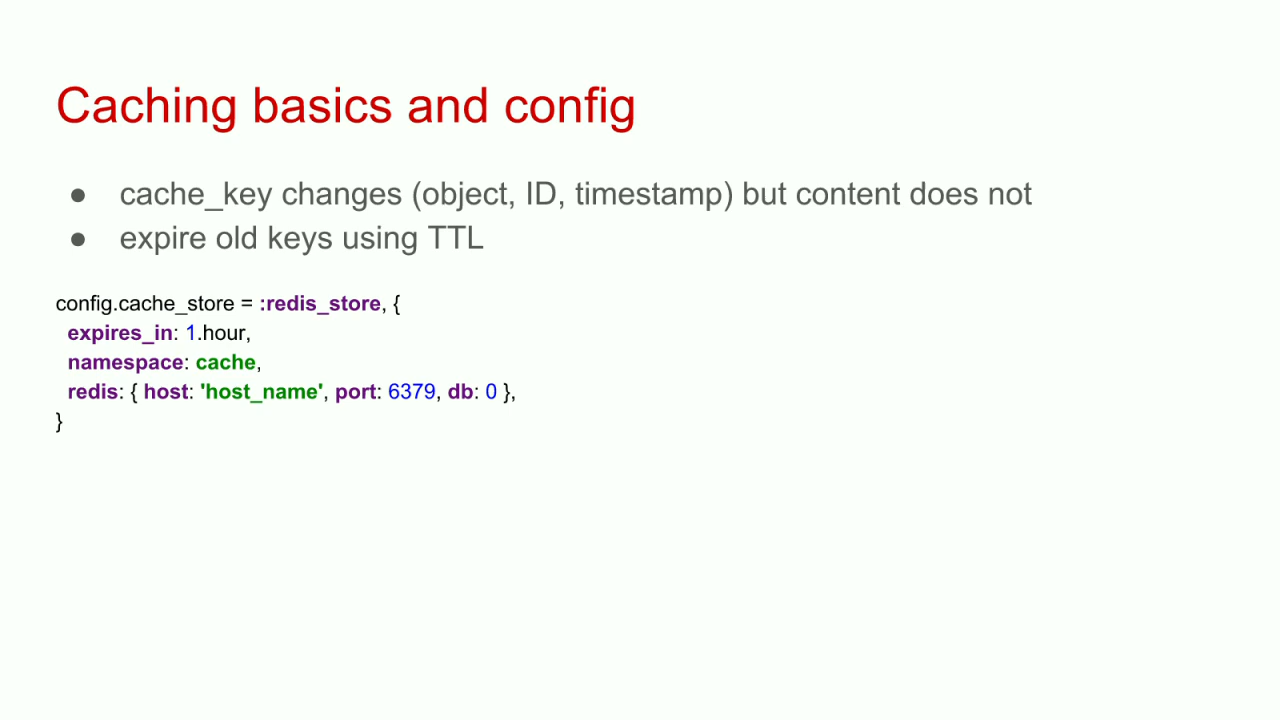 Caching basics and config
● cache_key changes (object, ID, timestamp) but content does not
● expire old keys using TTL
config.cache_store = :redis_store, {
  expires_in: 1.hour,
  namespace: cache,
  redis: { host: 'host_name', port: 6379, db: 0 },
}